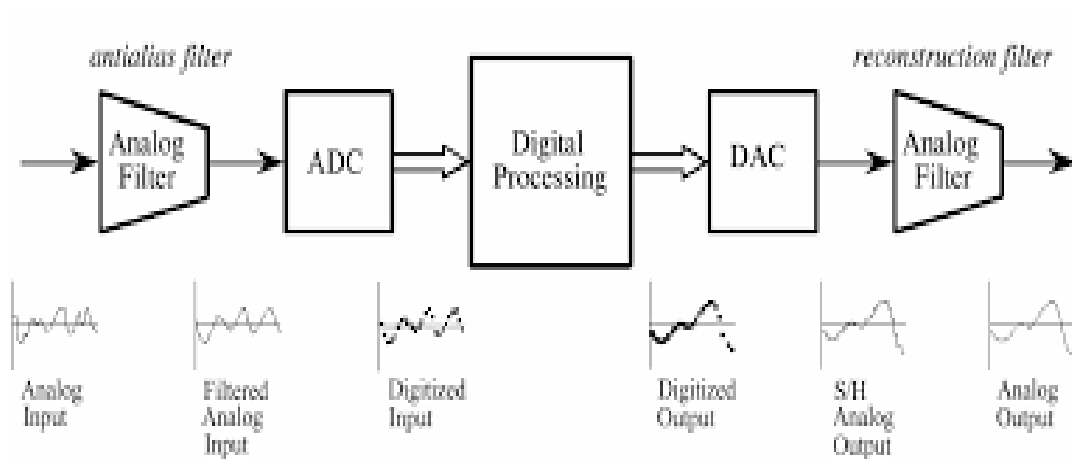 antialias filter
reconstruction filter
Analog
Filter
ADC
Digital
Processing
DAC
Analog
Filter
Analog
Input
Filtered
Analog
Input
Digitized
Input
Digitized
Output
S/H
Analog
Output
Analog
Output